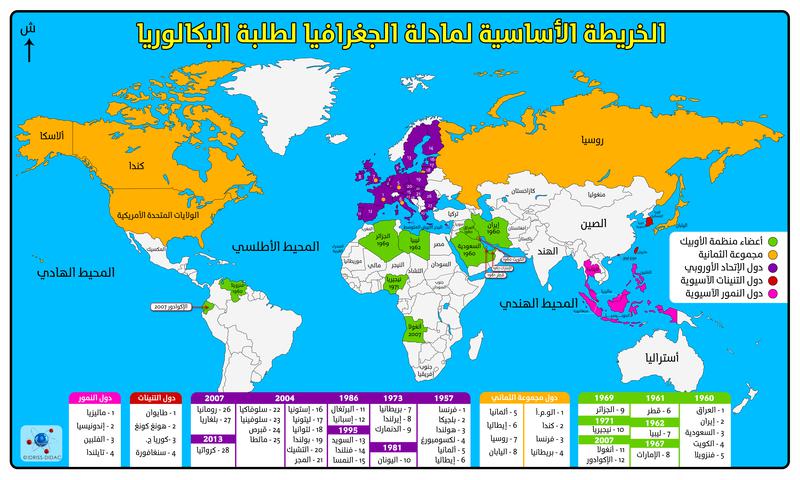 الخريطة الأساسية لمادلة الجغرافيا لطلبة البكالوريا
ش
ألاسكا
كندا
الولايات المتحدة الأمريكية
المكسيك
المحيط الهادي
المحيط الأطلسي
المحيط الهندي
روسيا
كازاخستان
منغوليا
الصين
الهند
تركيا
إيران
1960
السعودية
1960
الجزائر
1969
ليبيا
1962
مصر
موريتانيا
مالي
النيجر
التشاد
السودان
نيجيريا
1971
أنغولا
2007
جنوب
أفريقيا
فنزويلا
1960
الإكوادور 2007
أستراليا
أعضاء منظمة الأوبيك
مجموعة الثمانية
دول الإتحاد الأوروبي
دول التنينات الآسيوية
دول النمور الآسيوية
1960
1 - العراق
2 - إيران
3 - السعودية
4 - الكويت
5 - فنزويلا
1961
6 - قطر
1962
7 - ليبيا
1967
8 - الإمارات
1969
9 - الجزائر
1971
10 - نيجيريا
2007
11 - أنغولا
12 - الإكوادور
دول مجموعة الثماني
1 - الو.م.أ
2 - كندا
3 - فرنسا
4 - بريطانيا
5 - ألمانيا
6 - إيطاليا
7 - روسيا
8 - اليابان
1957
1 - فرنسا
2 - بلجيكا
3 - هولندا
4 - لكسومبورغ
5 - ألمانيا
6 - إيطاليا
1973
7 - بريطانيا
8 - إيرلندا
9 - الدنمارك
1981
10 - اليونان
1986
11 - البرتغال
12 - إسبانيا
1995
13 - السويد
14 - فنلندا
15 - النمسا
2004
16 - إستونيا
17 - ليتونيا
18 - لتوانيا
19 - بولندا
20 - التشيك
21 - المجر
22 - سلوفاكيا
23 - سلوفينيا
24 - قبرص
25 - مالطا
2007
26 - رومانيا
27 - بلغاريا
2013
28 - كرواتيا
دول التنينات
1 - طايوان
2 - هونغ كونغ
3 - كوريا ج.
4 - سنغافورة
دول النمور
1 - ماليزيا
2 - إندونيسيا
3 - الفلبين
4 - تايلندا
©IDRISS-DIDAC